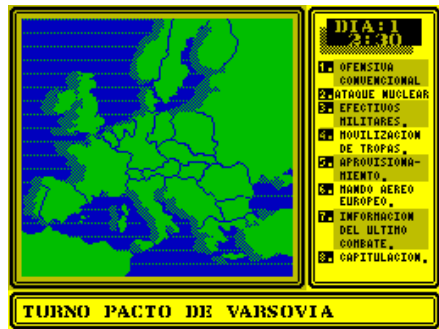 DIA:1
2:30
1. OFENSIVA
CONVENCIONAL
2.ATAQUE NUCLEAR
3. EFECTIVOS
MILITARES.
4. MOVILIZACION
DE TROPAS.
5. APROVISIONA-
MIENTO.
6. MANDO AEREO
EUROPEO.
7. INFORMACION
DEL ULTIMO
COMBATE.
8. CAPITULACION.
TURNO PACTO DE VARSOVIA